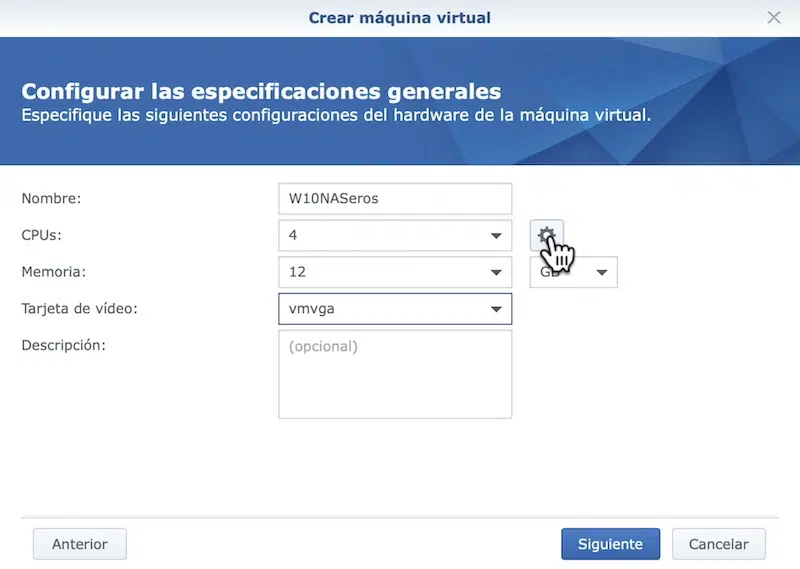 Crear máquina virtual
Configurar las especificaciones generales
Especifique las siguientes configuraciones del hardware de la máquina virtual.
Nombre: W10NASeros
CPUs: 4
Memoria: 12 GB
Tarjeta de vídeo: vmvga
Descripción: (opcional)
Anterior Siguiente Cancelar